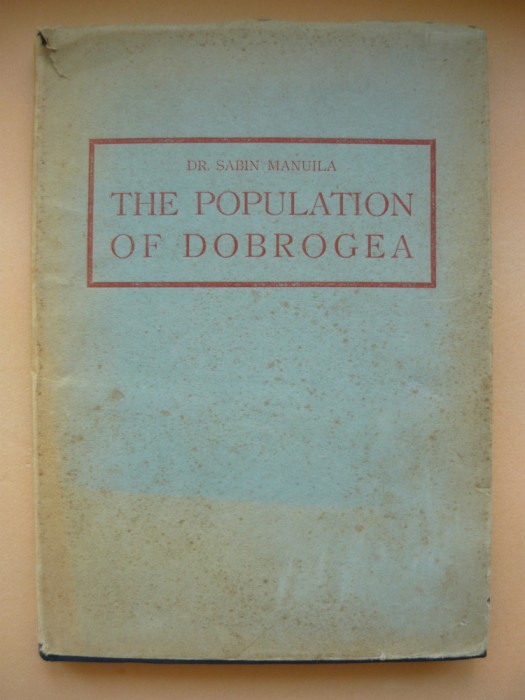 DR. SABIN MANUILA
THE POPULATION
OF DOBROGEA